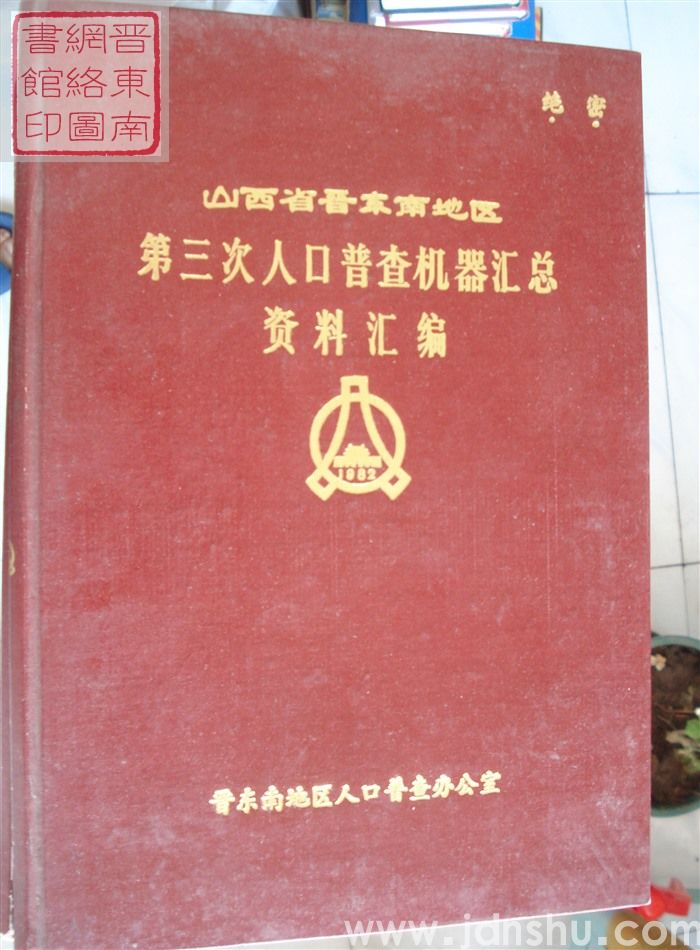 晋東南
網絡圖
書館印
绝密
山西省晋东南地区
第三次人口普查机器汇总
资料汇编
1982
晋东南地区人口普查办公室
www.jdnshu.com